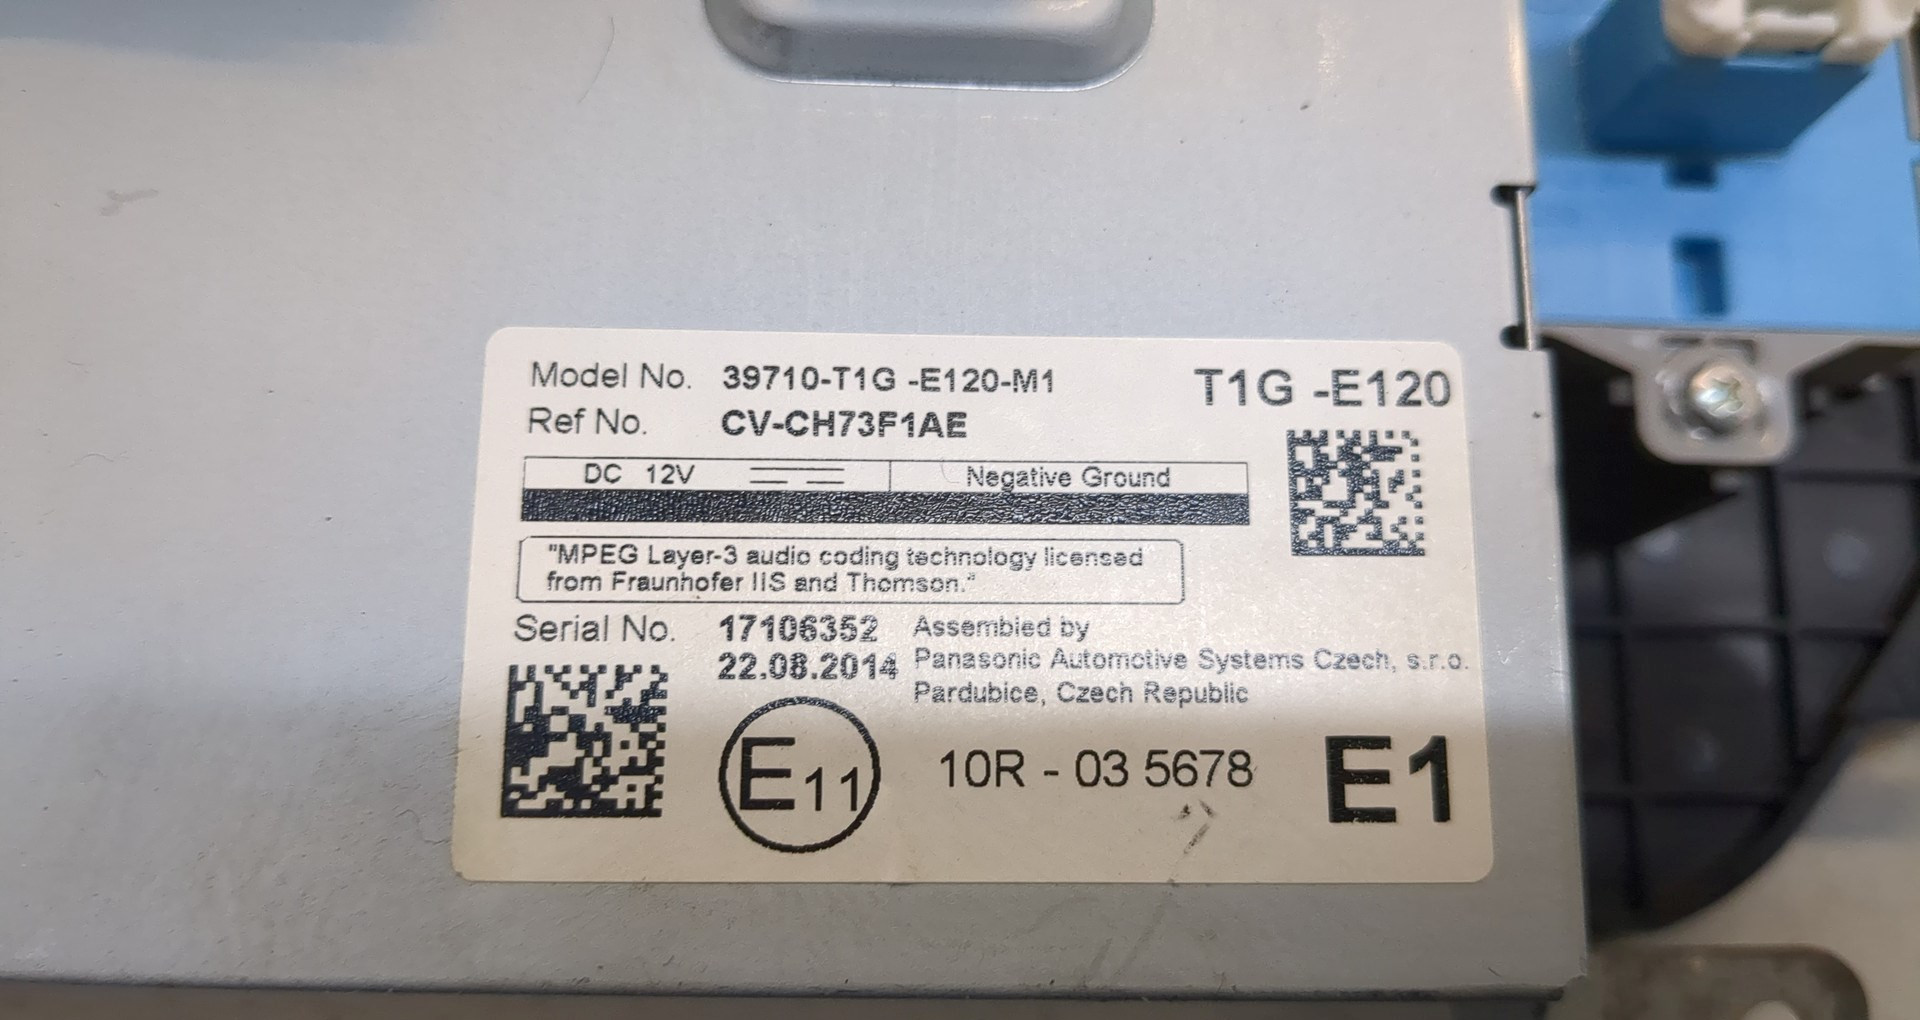 Model No. 39710-T1G -E120-M1 T1G -E120
Ref No. CV-CH73F1AE
DC 12V Negative Ground
"MPEG Layer-3 audio coding technology licensed
from Fraunhofer IIS and Thomson."
Serial No. 17106352 Assembied by
22.08.2014 Panasonic Automotive Systems Czech, s.r.o.
Pardubice, Czech Republic
E11 10R - 03 5678 E1